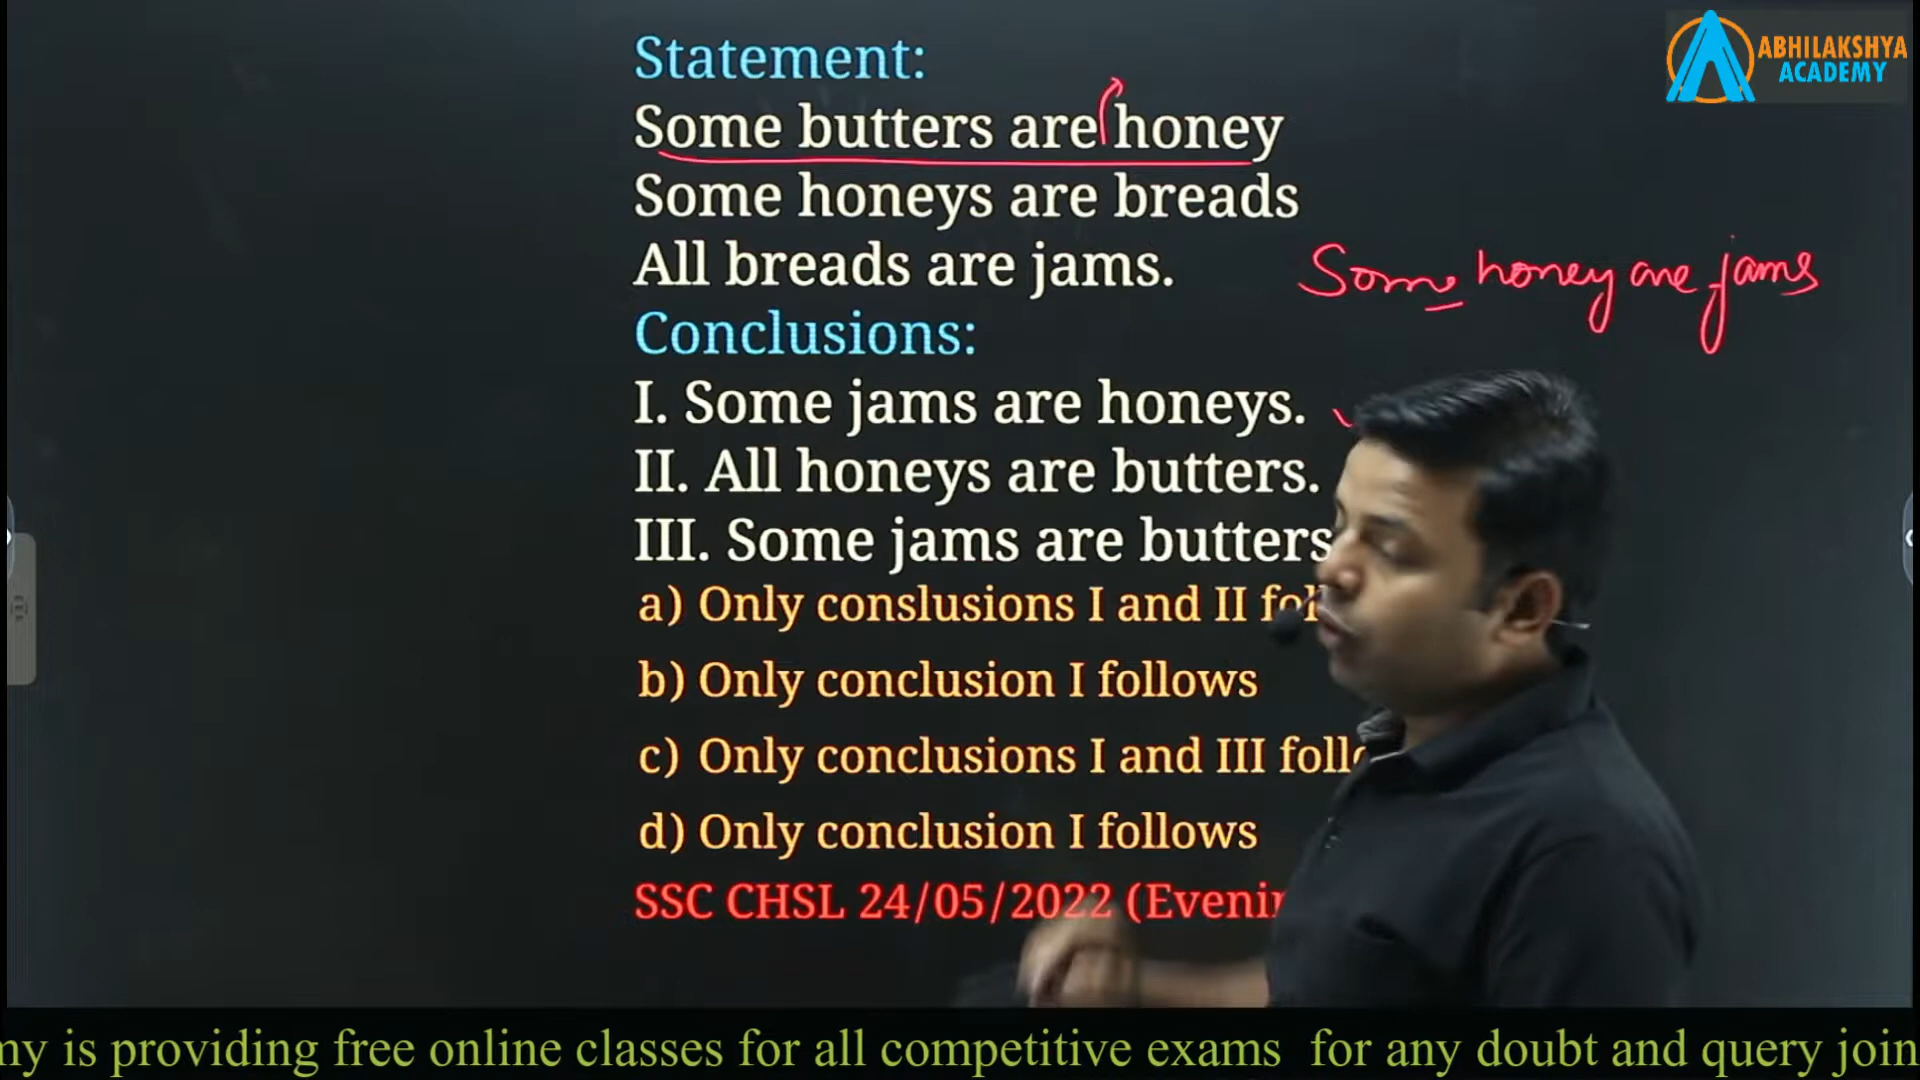 Statement:
ABHILAKSHYA
ACADEMY
Some butters are honey
Some honeys are breads
All breads are jams.
Some honey are jams
Conclusions:
I. Some jams are honeys.
II. All honeys are butters.
III. Some jams are butters
a) Only conslusions I and II
b) Only conclusion I follows
c) Only conclusions I and III
d) Only conclusion I follows
SSC CHSL 24/05/2022
is providing free online classes for all competitive exams for any doubt and query join